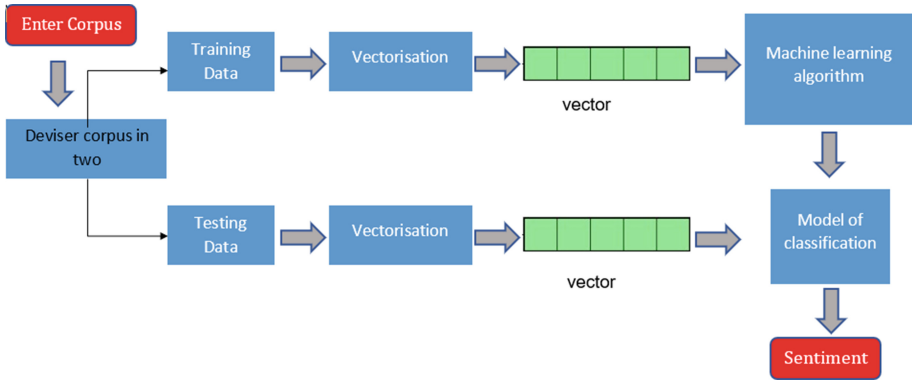 Enter Corpus
Deviser corpus in
two
Training
Data
Vectorisation
vector
Machine learning
algorithm
Testing
Data
Vectorisation
vector
Model of
classification
Sentiment